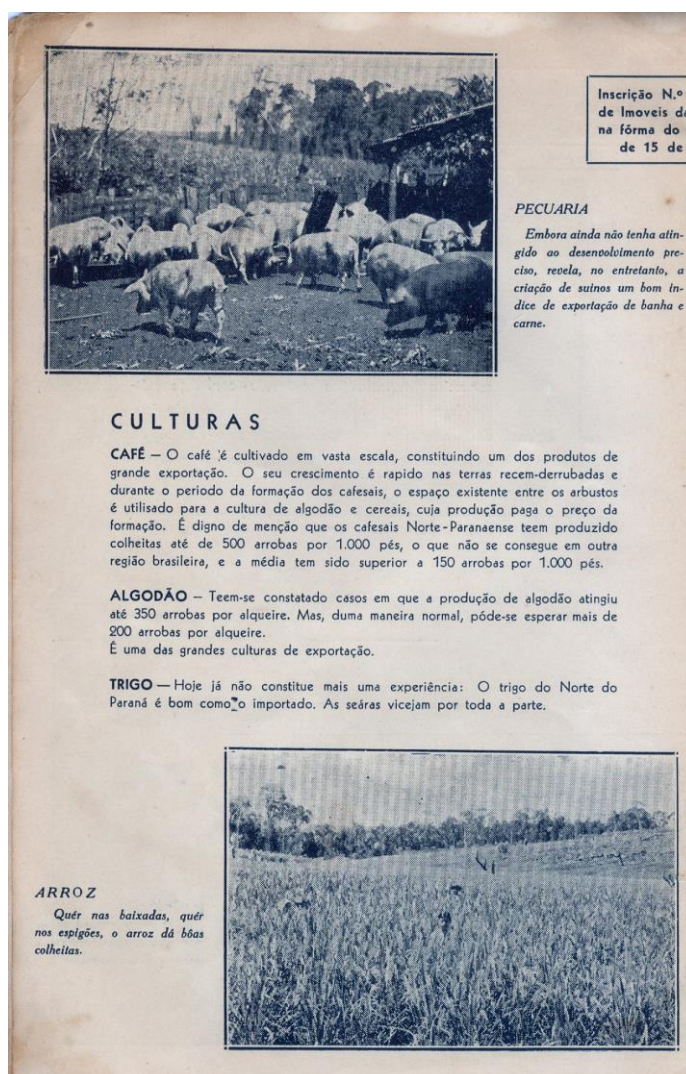 Inscrição N.º
de Imoveis da
na fórma do
de 15 de
PECUARIA
Embora ainda não tenha atin-
gido ao desenvolvimento pre-
ciso, revela, no entretanto, a
criação de suinos um bom in-
dice de exportação de banha e
carne.
CULTURAS
CAFÉ — O café é cultivado em vasta escala, constituindo um dos produtos de
grande exportação. O seu crescimento é rapido nas terras recem-derrubadas e
durante o periodo da formação dos cafesais, o espaço existente entre os arbustos
é utilisado para a cultura de algodão e cereais, cuja produção paga o preço da
formação. É digno de menção que os cafesais Norte-Paranaense teem produzido
colheitas até de 500 arrobas por 1.000 pés, o que não se consegue em outra
região brasileira, e a média tem sido superior a 150 arrobas por 1.000 pés.
ALGODÃO — Teem-se constatado casos em que a produção de algodão atingiu
até 350 arrobas por alqueire. Mas, duma maneira normal, póde-se esperar mais de
200 arrobas por alqueire.
É uma das grandes culturas de exportação.
TRIGO — Hoje já não constitue mais uma experiência: O trigo do Norte do
Paraná é bom como o importado. As seáras vicejam por toda a parte.
ARROZ
Quér nas baixadas, quér
nos espigões, o arroz dá bôas
colheitas.